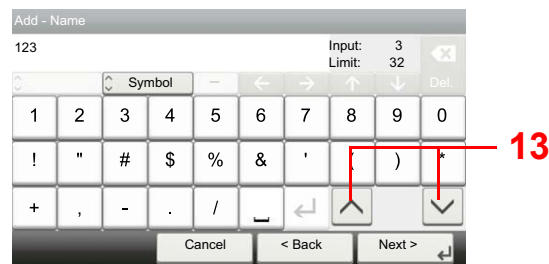 Add - Name
123 Input: 3
Limit: 32
Symbol Del.
1 2 3 4 5 6 7 8 9 0
! " # $ % & ' ( ) *
+ , - . / ⎵
Cancel < Back Next >
13